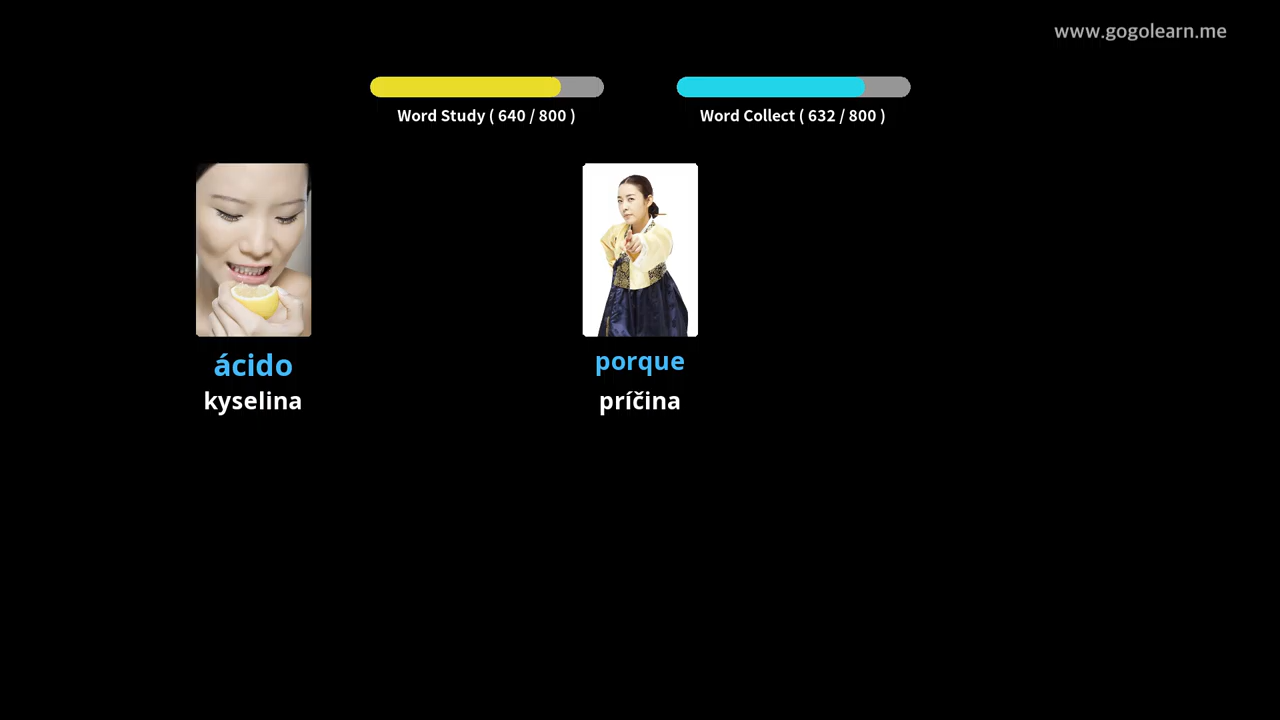 www.gogolearn.me
Word Study ( 640 / 800 )
Word Collect ( 632 / 800 )
ácido
kyselina
porque
príčina